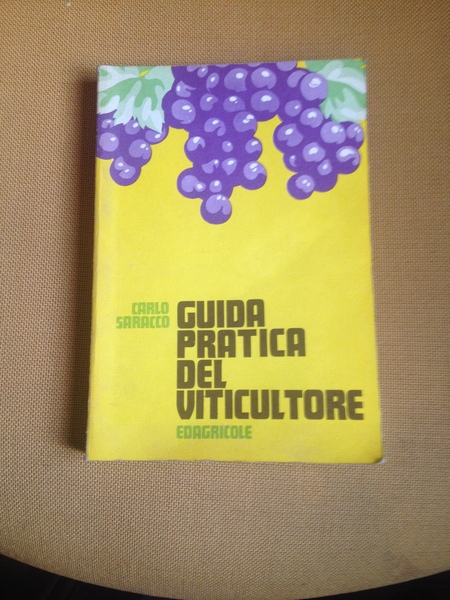 CARLO
SARACCO
GUIDA
PRATICA
DEL
VITICULTORE
EDAGRICOLE